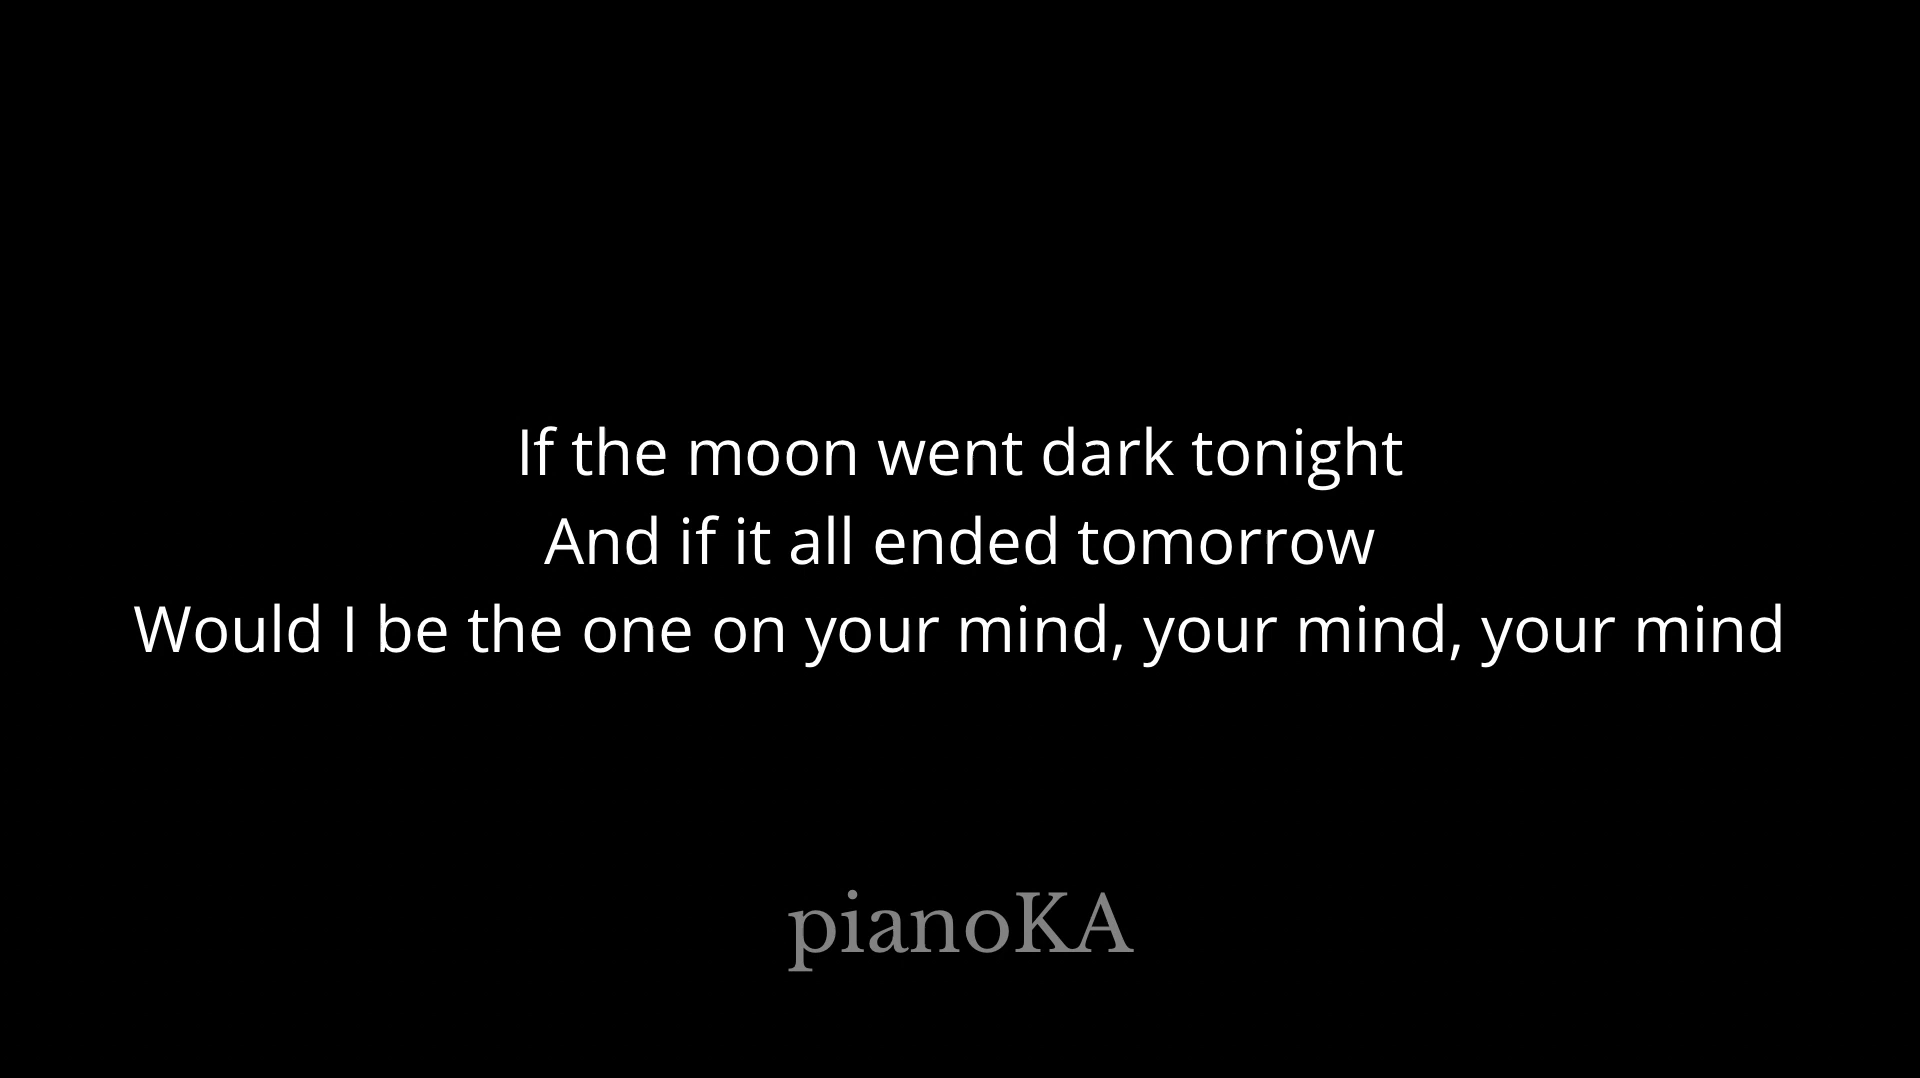 If the moon went dark tonight
And if it all ended tomorrow
Would I be the one on your mind, your mind, your mind
pianoKA